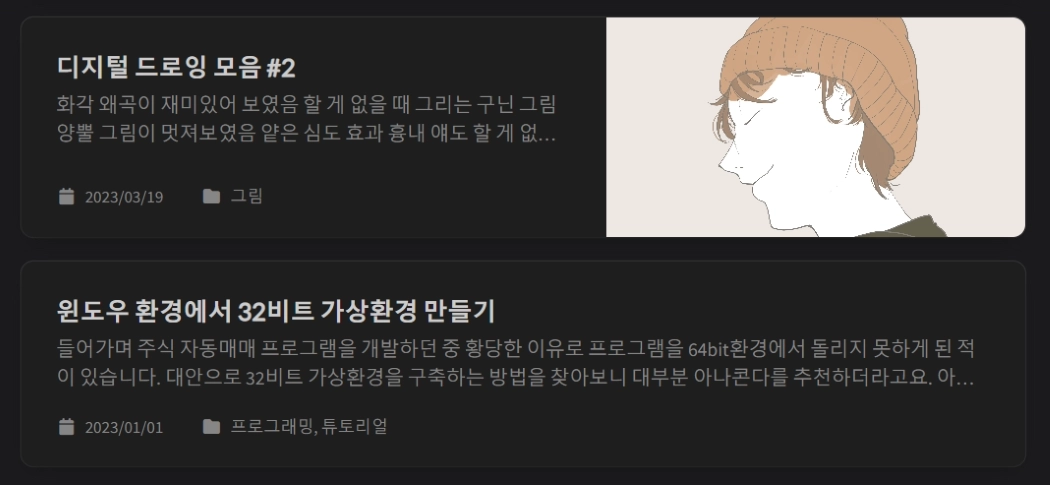 디지털 드로잉 모음 #2
화각 왜곡이 재미있어 보였음 할 게 없을 때 그리는 구닌 그림
양뿔 그림이 멋져보였음 얕은 심도 효과 흉내 얘도 할 게 없...
2023/03/19 그림
윈도우 환경에서 32비트 가상환경 만들기
들어가며 주식 자동매매 프로그램을 개발하던 중 황당한 이유로 프로그램을 64bit환경에서 돌리지 못하게 된 적
이 있습니다. 대안으로 32비트 가상환경을 구축하는 방법을 찾아보니 대부분 아나콘다를 추천하더라고요. 아...
2023/01/01 프로그래밍, 튜토리얼